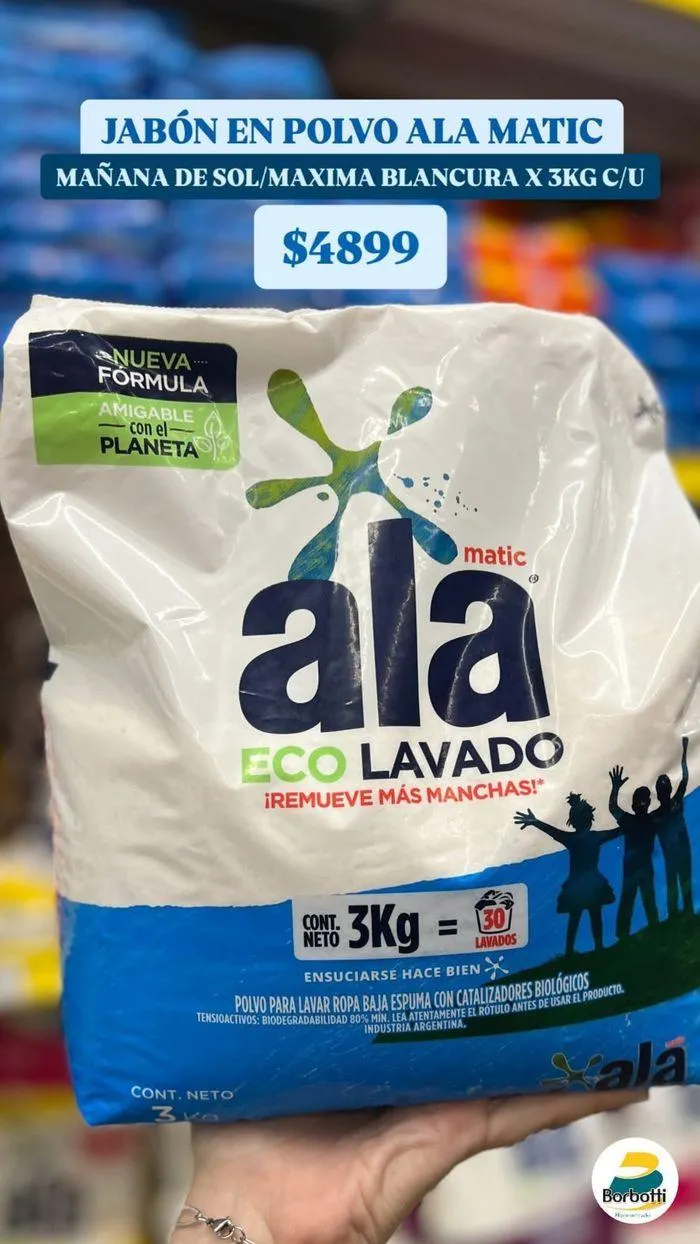 JABÓN EN POLVO ALA MATIC
MAÑANA DE SOL/MAXIMA BLANCURA X 3KG C/U
$4899
NUEVA
FÓRMULA
AMIGABLE
con el
PLANETA
matic
ala®
ECO LAVADO
¡REMUEVE MÁS MANCHAS!*
CONT.
NETO
3Kg = 30
LAVADOS
ENSUCIARSE HACE BIEN
POLVO PARA LAVAR ROPA BAJA ESPUMA CON CATALIZADORES BIOLÓGICOS
TENSIOACTIVOS: BIODEGRADABILIDAD 80% MIN. LEA ATENTAMENTE EL RÓTULO ANTES DE USAR EL PRODUCTO.
INDUSTRIA ARGENTINA.
ala
CONT. NETO
3 Kg
Borbotti